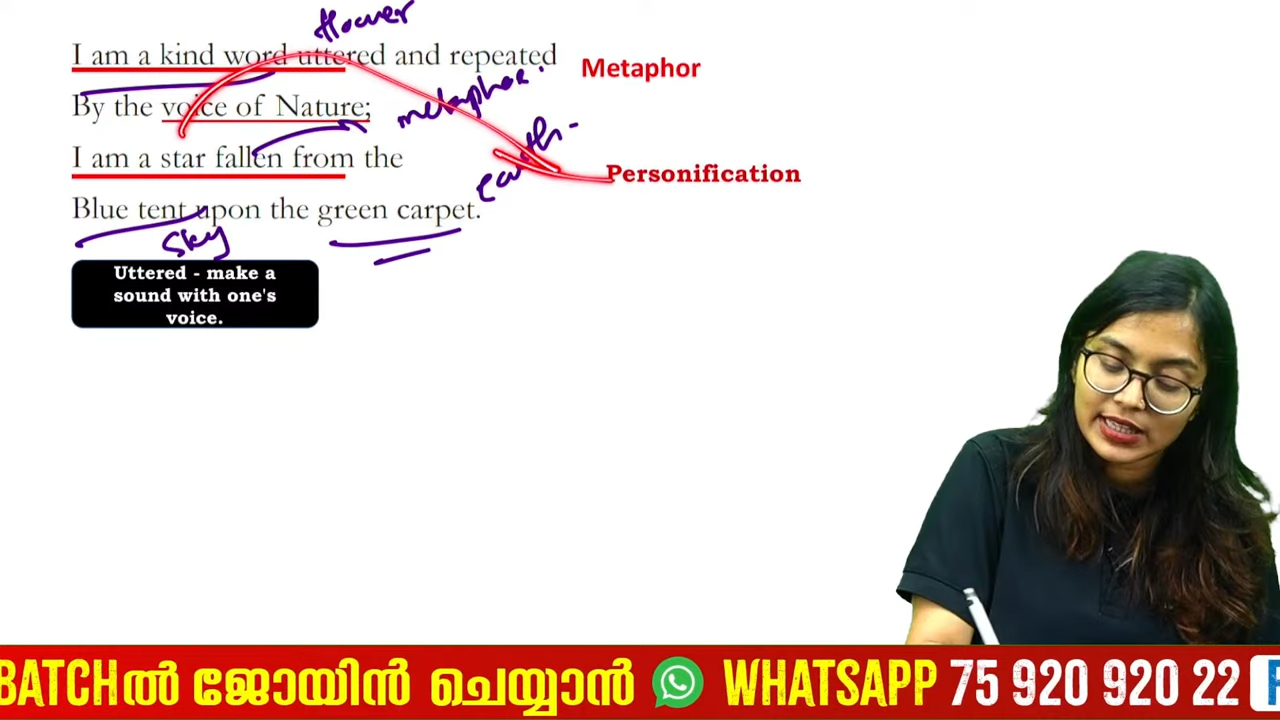 flower
I am a kind word uttered and repeated
Metaphor
By the voice of Nature;
metaphor.
I am a star fallen from the
earth-
Personification
Blue tent upon the green carpet.
Sky
Uttered - make a
sound with one's
voice.
BATCHൽ ജോയിൻ ചെയ്യാൻ WHATSAPP 75 920 920 22